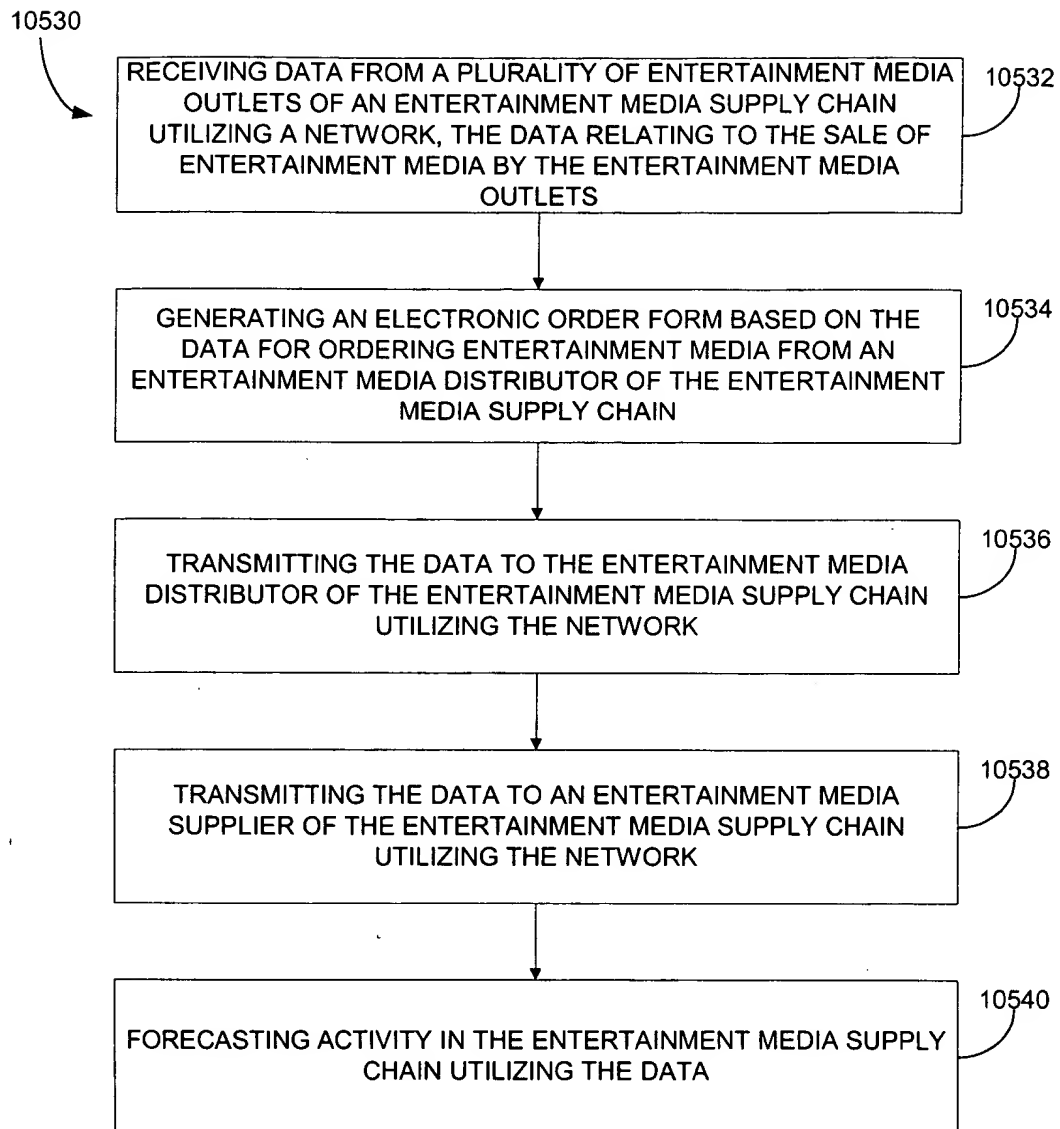 10530
RECEIVING DATA FROM A PLURALITY OF ENTERTAINMENT MEDIA
OUTLETS OF AN ENTERTAINMENT MEDIA SUPPLY CHAIN
UTILIZING A NETWORK, THE DATA RELATING TO THE SALE OF
ENTERTAINMENT MEDIA BY THE ENTERTAINMENT MEDIA
OUTLETS
10532
GENERATING AN ELECTRONIC ORDER FORM BASED ON THE
DATA FOR ORDERING ENTERTAINMENT MEDIA FROM AN
ENTERTAINMENT MEDIA DISTRIBUTOR OF THE ENTERTAINMENT
MEDIA SUPPLY CHAIN
10534
TRANSMITTING THE DATA TO THE ENTERTAINMENT MEDIA
DISTRIBUTOR OF THE ENTERTAINMENT MEDIA SUPPLY CHAIN
UTILIZING THE NETWORK
10536
TRANSMITTING THE DATA TO AN ENTERTAINMENT MEDIA
SUPPLIER OF THE ENTERTAINMENT MEDIA SUPPLY CHAIN
UTILIZING THE NETWORK
10538
FORECASTING ACTIVITY IN THE ENTERTAINMENT MEDIA SUPPLY
CHAIN UTILIZING THE DATA
10540